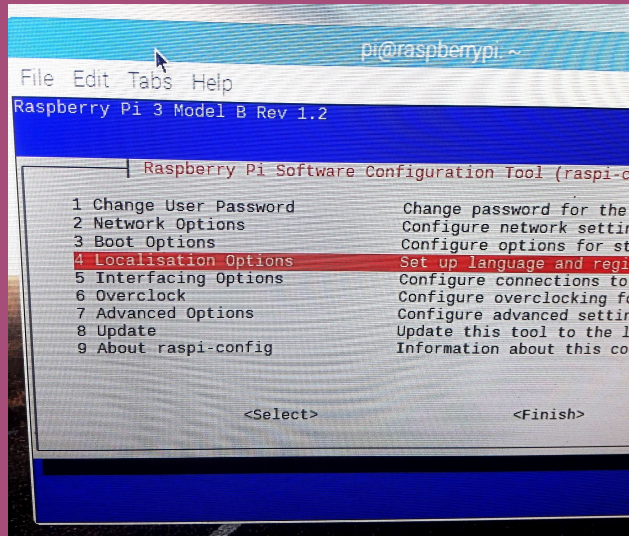 pi@raspberrypi: ~
File Edit Tabs Help
Raspberry Pi 3 Model B Rev 1.2
Raspberry Pi Software Configuration Tool (raspi-c
1 Change User Password Change password for the
2 Network Options Configure network settin
3 Boot Options Configure options for st
4 Localisation Options Set up language and regi
5 Interfacing Options Configure connections to
6 Overclock Configure overclocking fo
7 Advanced Options Configure advanced settin
8 Update Update this tool to the l
9 About raspi-config Information about this co
<Select> <Finish>